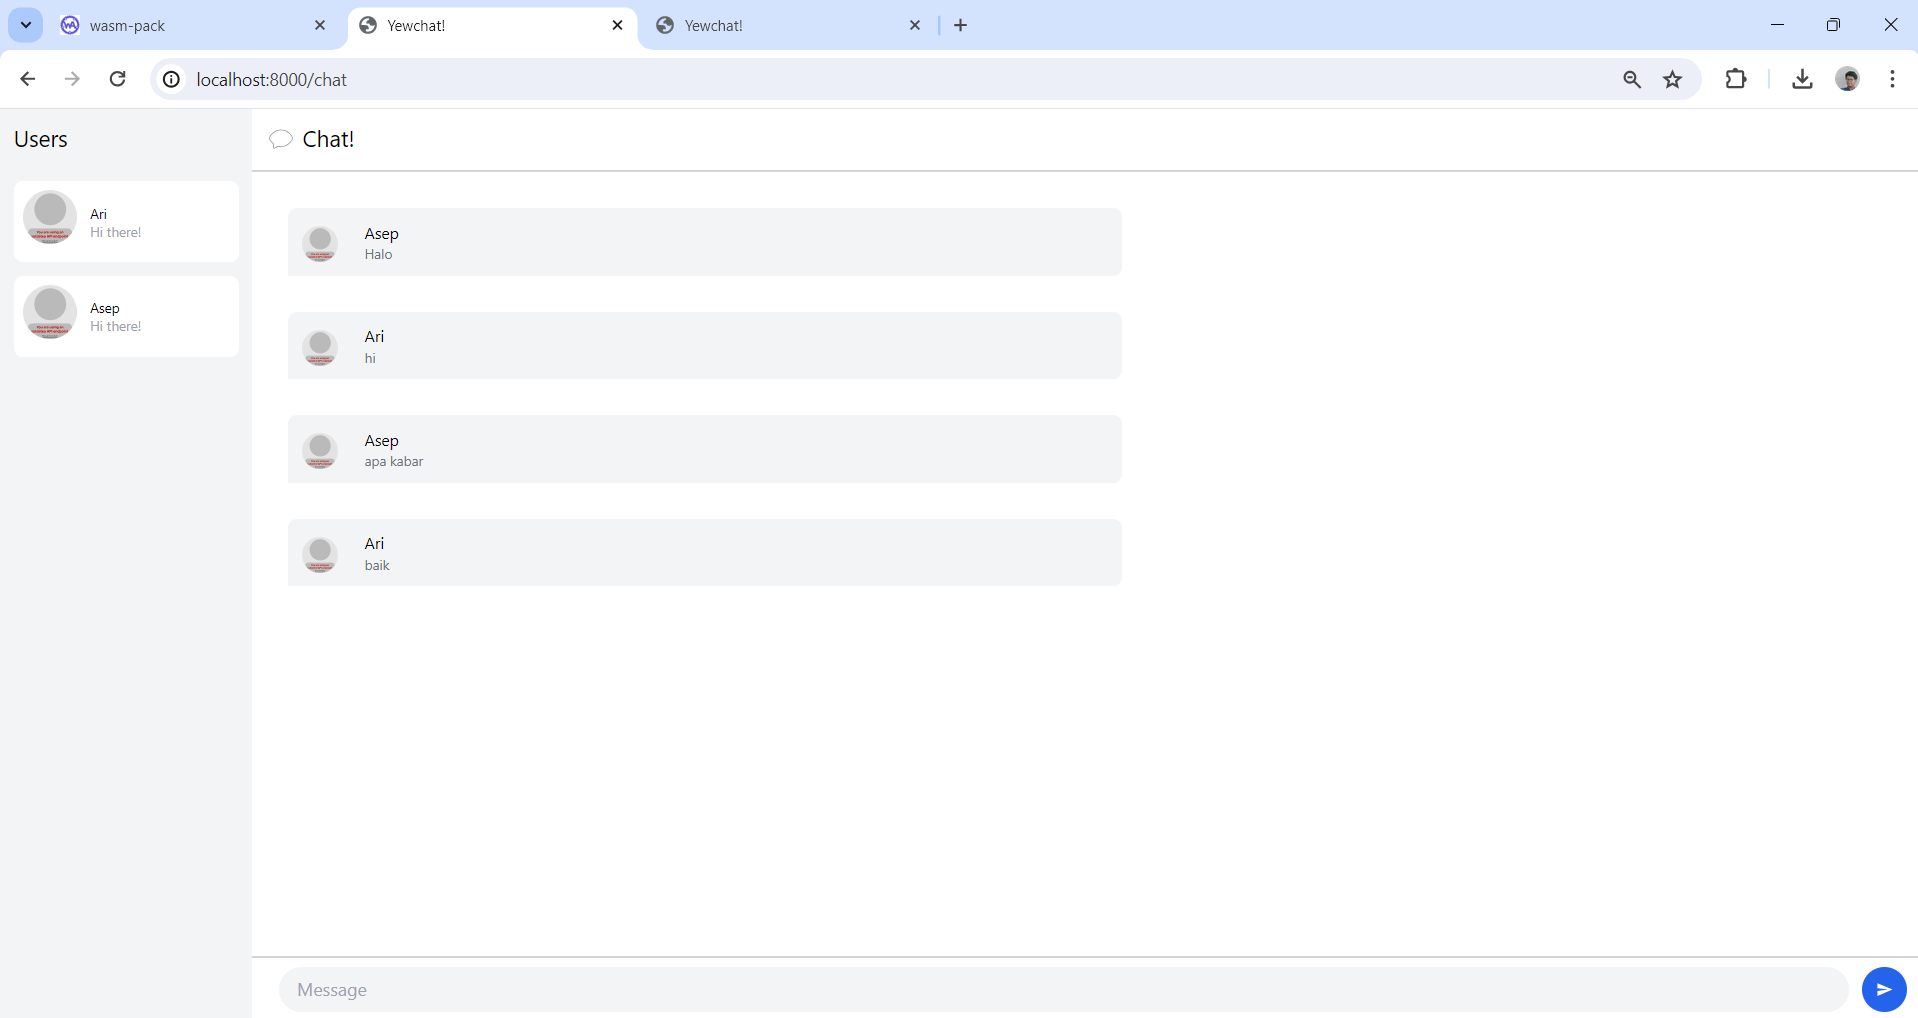 wasm-pack
Yewchat!
Yewchat!
localhost:8000/chat
Users
Chat!
Ari
Hi there!
Asep
Hi there!
Asep
Halo
Ari
hi
Asep
apa kabar
Ari
baik
Message